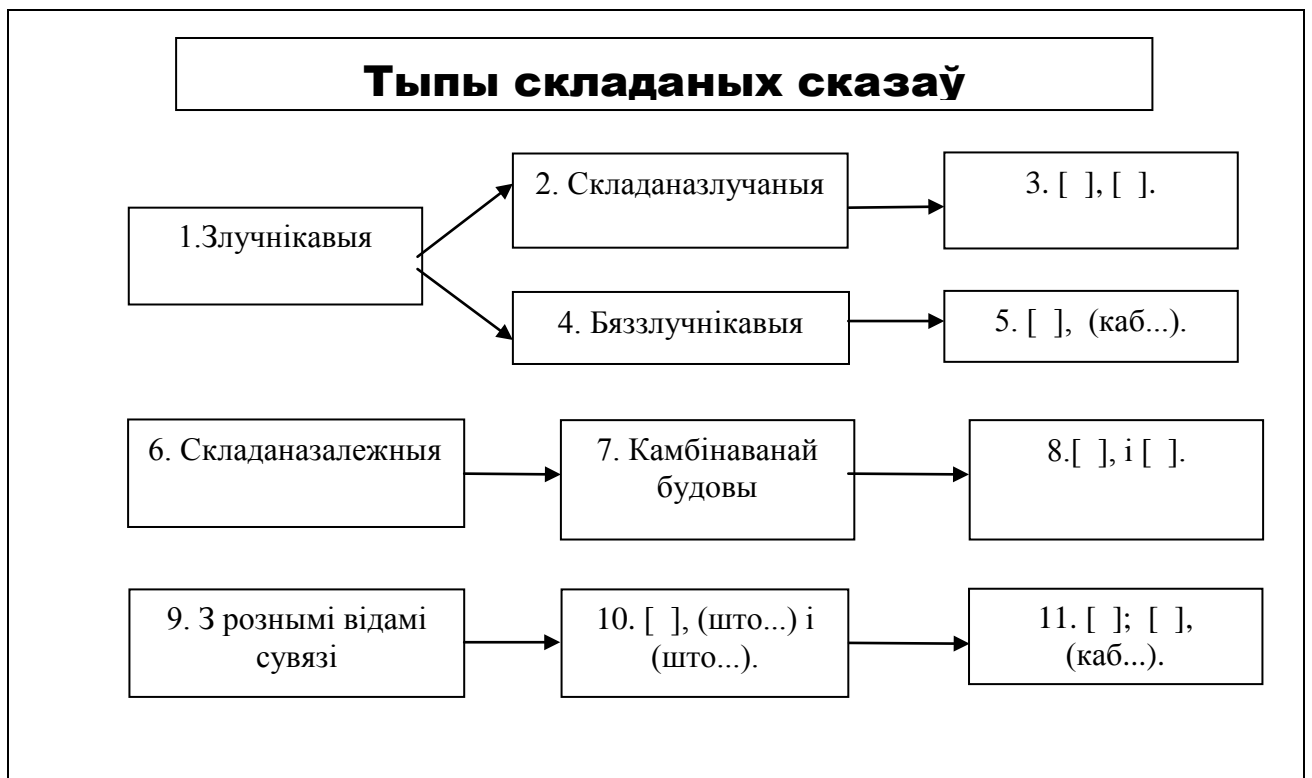 Тыпы складаных сказаў
2. Складаназлучаныя
3. [ ], [ ].
1.Злучнікавыя
4. Бяззлучнікавыя
5. [ ], (каб...).
6. Складаназалежныя
7. Камбінаванай
будовы
8.[ ], і [ ].
9. З рознымі відамі
сувязі
10. [ ], (што...) і
(што...).
11. [ ]; [ ],
(каб...).